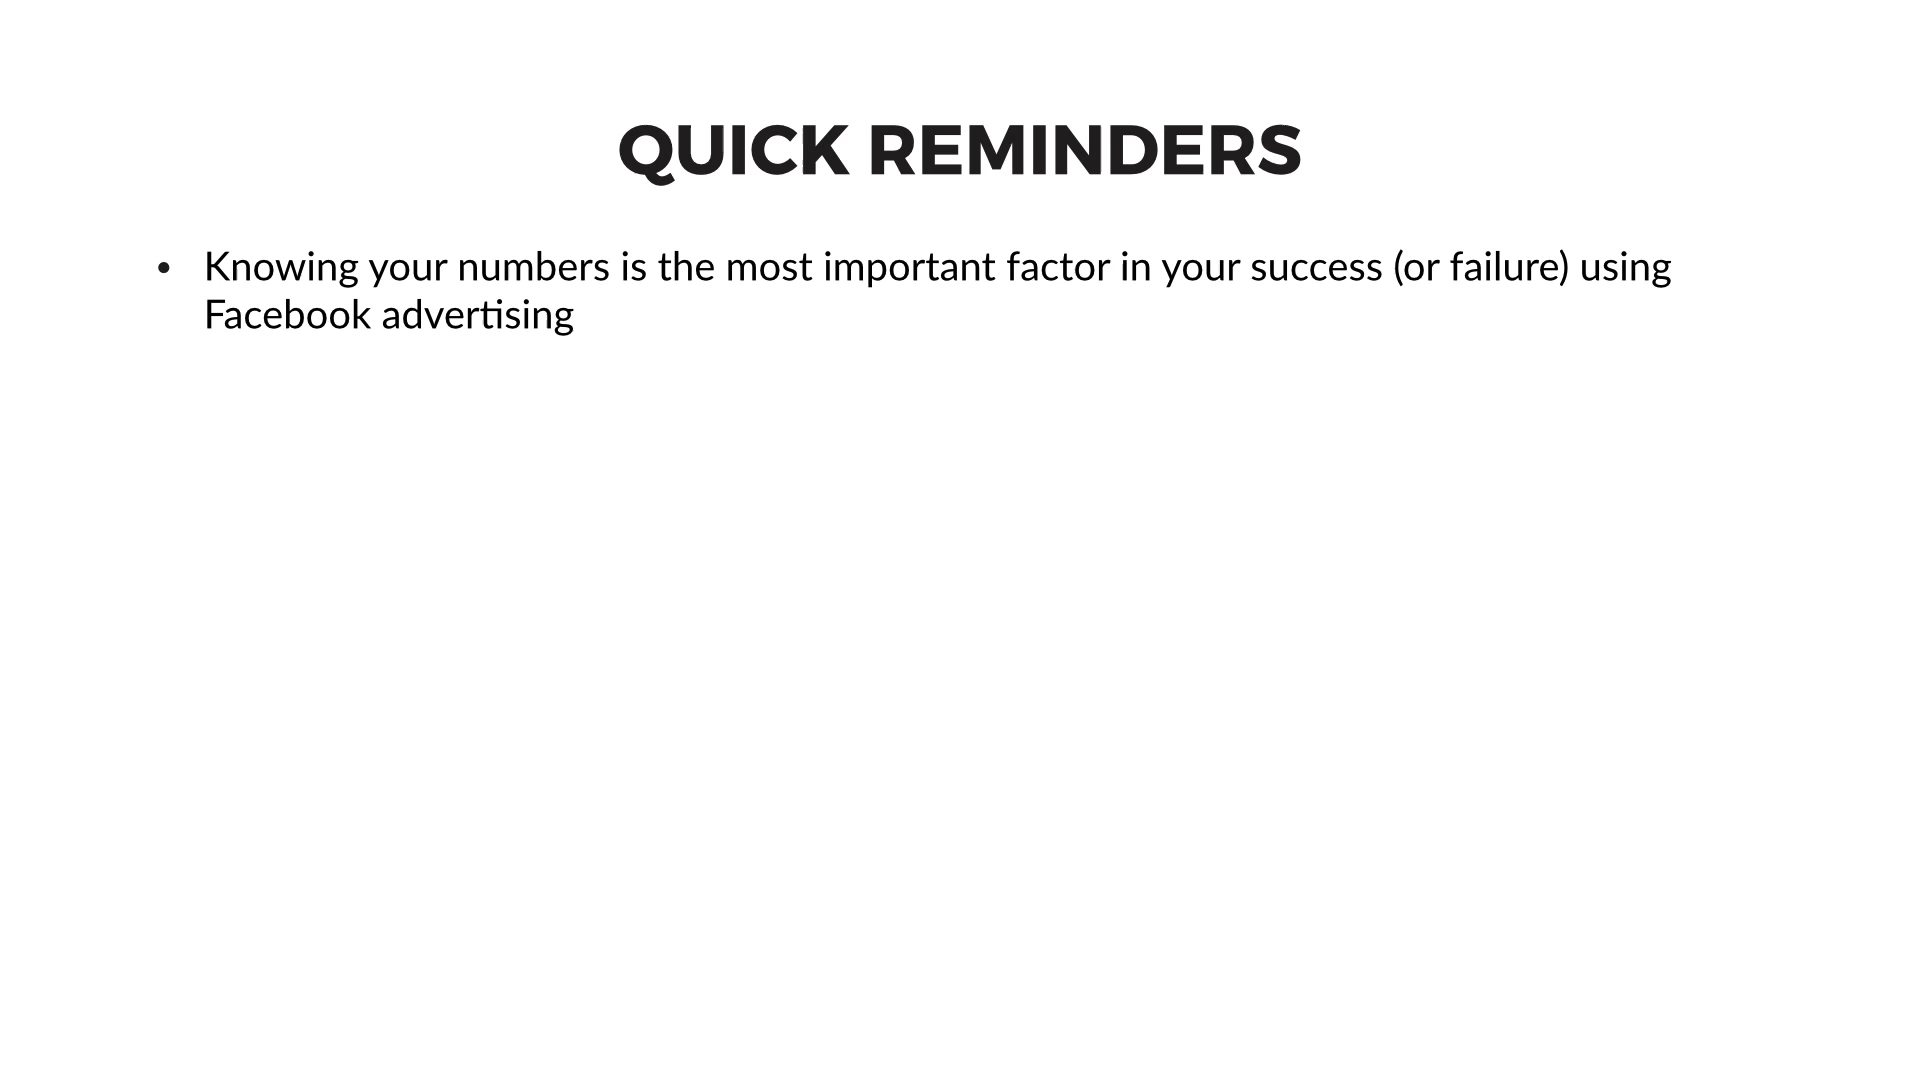 QUICK REMINDERS
• Knowing your numbers is the most important factor in your success (or failure) using
Facebook advertising